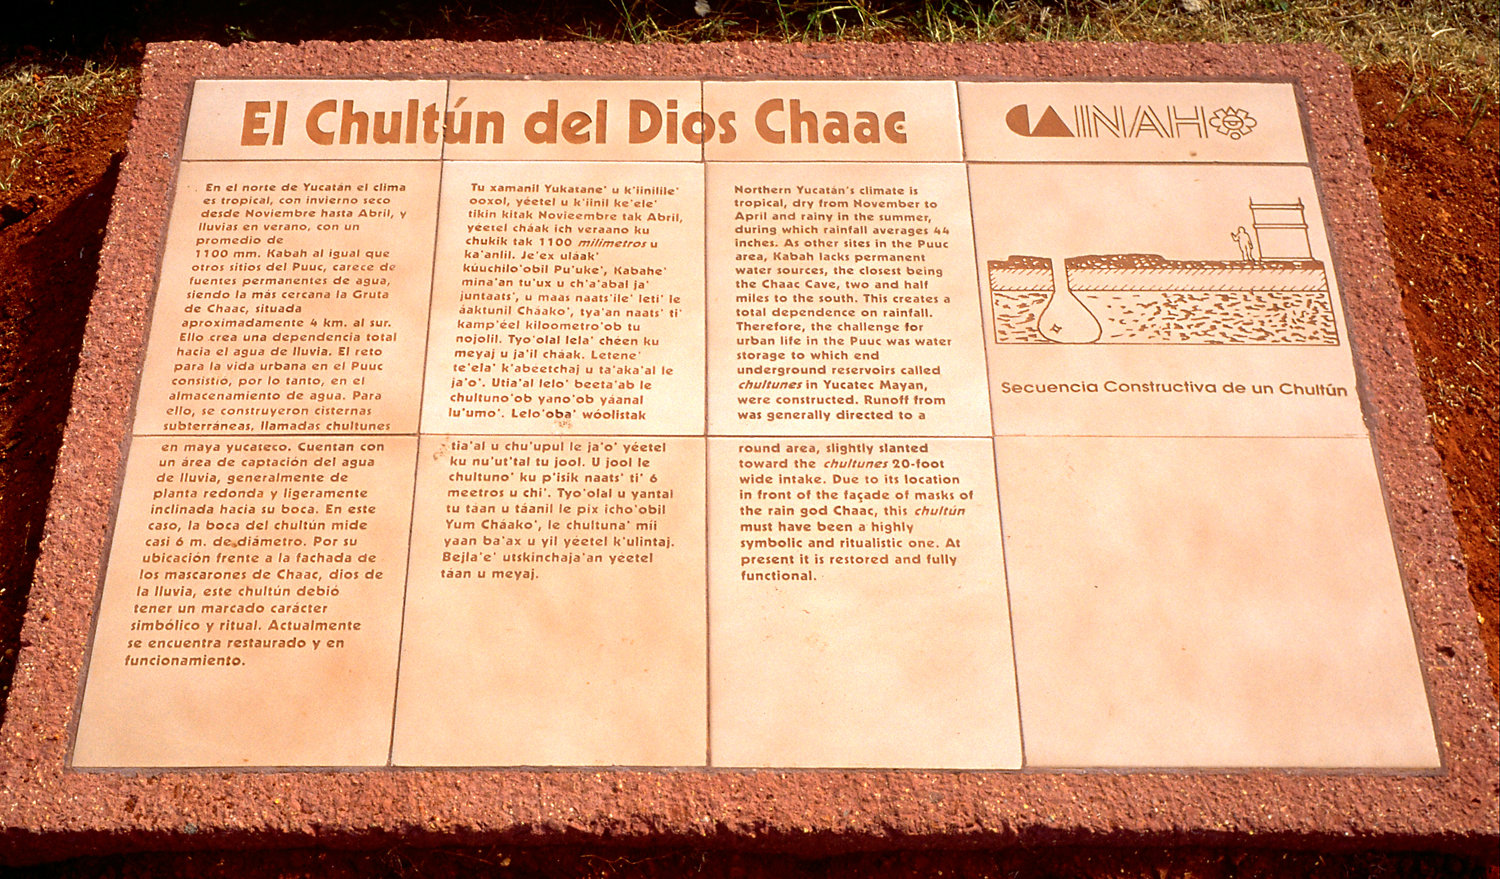 El Chultún del Dios Chaac
CAINAH
En el norte de Yucatán el clima
es tropical, con invierno seco
desde Noviembre hasta Abril, y
lluvias en verano, con un
promedio de
1100 mm. Kabah al igual que
otros sitios del Puuc, carece de
fuentes permanentes de agua,
siendo la más cercana la Gruta
de Chaac, situada
aproximadamente 4 km. al sur.
Ello crea una dependencia total
hacia el agua de lluvia. El reto
para la vida urbana en el Puuc
consistió, por lo tanto, en el
almacenamiento de agua. Para
ello, se construyeron cisternas
subterráneas, llamadas chultunes
en maya yucateco. Cuentan con
un área de captación del agua
de lluvia, generalmente de
planta redonda y ligeramente
inclinada hacia su boca. En este
caso, la boca del chultún mide
casi 6 m. de diámetro. Por su
ubicación frente a la fachada de
los mascarones de Chaac, dios de
la lluvia, este chultún debió
tener un marcado carácter
simbólico y ritual. Actualmente
se encuentra restaurado y en
funcionamiento.
Tu xamanil Yukatane' u k'iinilile'
ooxol, yéetel u k'iinil ke'ele'
tikin kitak Novieembre tak Abril,
yéetel cháak ich veraano ku
chukik tak 1100 milimetros u
ka'anlil. Je'ex uláak'
kúuchilo'obil Pu'uke', Kabahe'
mina'an tu'ux u ch'a'abal ja'
juntaats', u maas naats'ile' leti' le
áaktunil Cháako', tya'an naats' ti'
kamp'éel kiloometro'ob tu
nojolil. Tyo'olal lela' chéen ku
meyaj u ja'il cháak. Letene'
te'ela' k'abéetchaj u ta'aka'al le
ja'o'. Utia'al lelo' beeta'ab le
chultuno'ob yano'ob yáanal
lu'umo'. Lelo'oba' wóolistak
tia'al u chu'upul le ja'o' yéetel
ku nu'ut'tal tu jool. U jool le
chultuno' ku p'isik naats' ti' 6
meetros u chi'. Tyo'olal u yantal
tu táan u táanil le pix icho'obil
Yum Cháako', le chultuna' míi
yaan ba'ax u yil yéetel k'ulintaj.
Bejla'e' utskinchaja'an yéetel
táan u meyaj.
Northern Yucatán's climate is
tropical, dry from November to
April and rainy in the summer,
during which rainfall averages 44
inches. As other sites in the Puuc
area, Kabah lacks permanent
water sources, the closest being
the Chaac Cave, two and half
miles to the south. This creates a
total dependence on rainfall.
Therefore, the challenge for
urban life in the Puuc was water
storage to which end
underground reservoirs called
chultunes in Yucatec Mayan,
were constructed. Runoff from
was generally directed to a
round area, slightly slanted
toward the chultunes 20-foot
wide intake. Due to its location
in front of the façade of masks of
the rain god Chaac, this chultún
must have been a highly
symbolic and ritualistic one. At
present it is restored and fully
functional.
Secuencia Constructiva de un Chultún